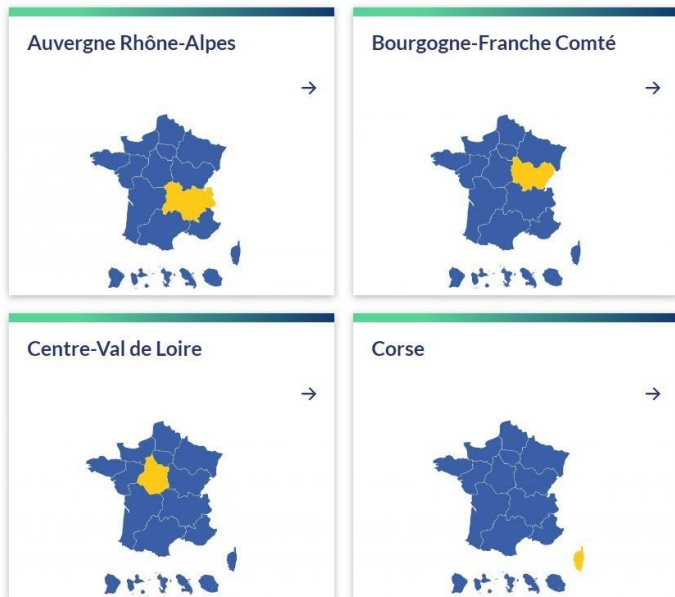 Auvergne Rhône-Alpes
Bourgogne-Franche Comté
Centre-Val de Loire
Corse